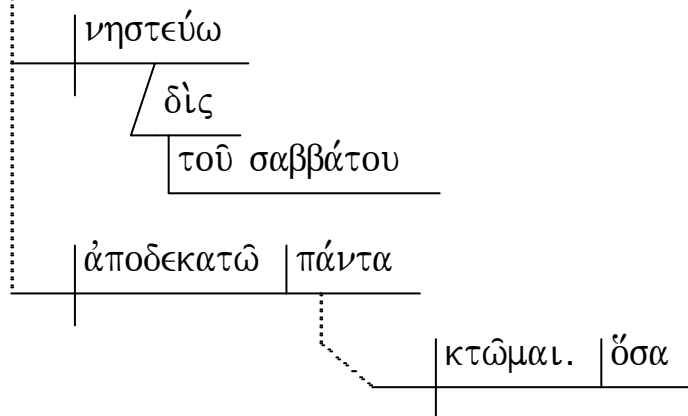 νηστεύω
δὶς
τοῦ σαββάτου
ἀποδεκατῶ πάντα
κτῶμαι. ὅσα